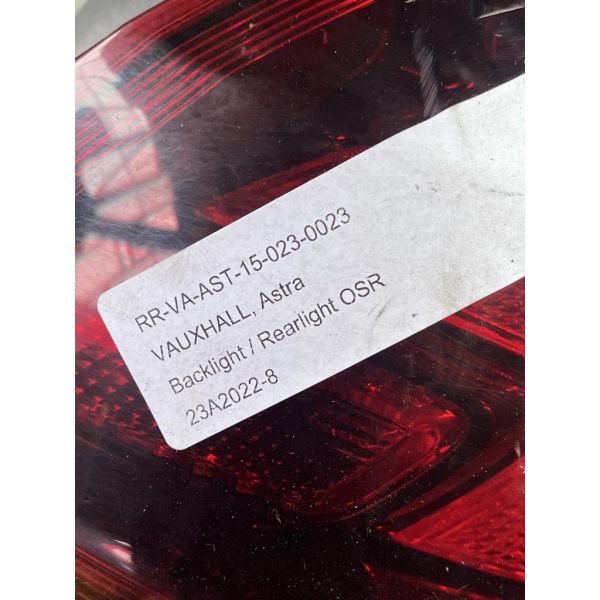 RR-VA-AST-15-023-0023
VAUXHALL, Astra
Backlight / Rearlight OSR
23A2022-8